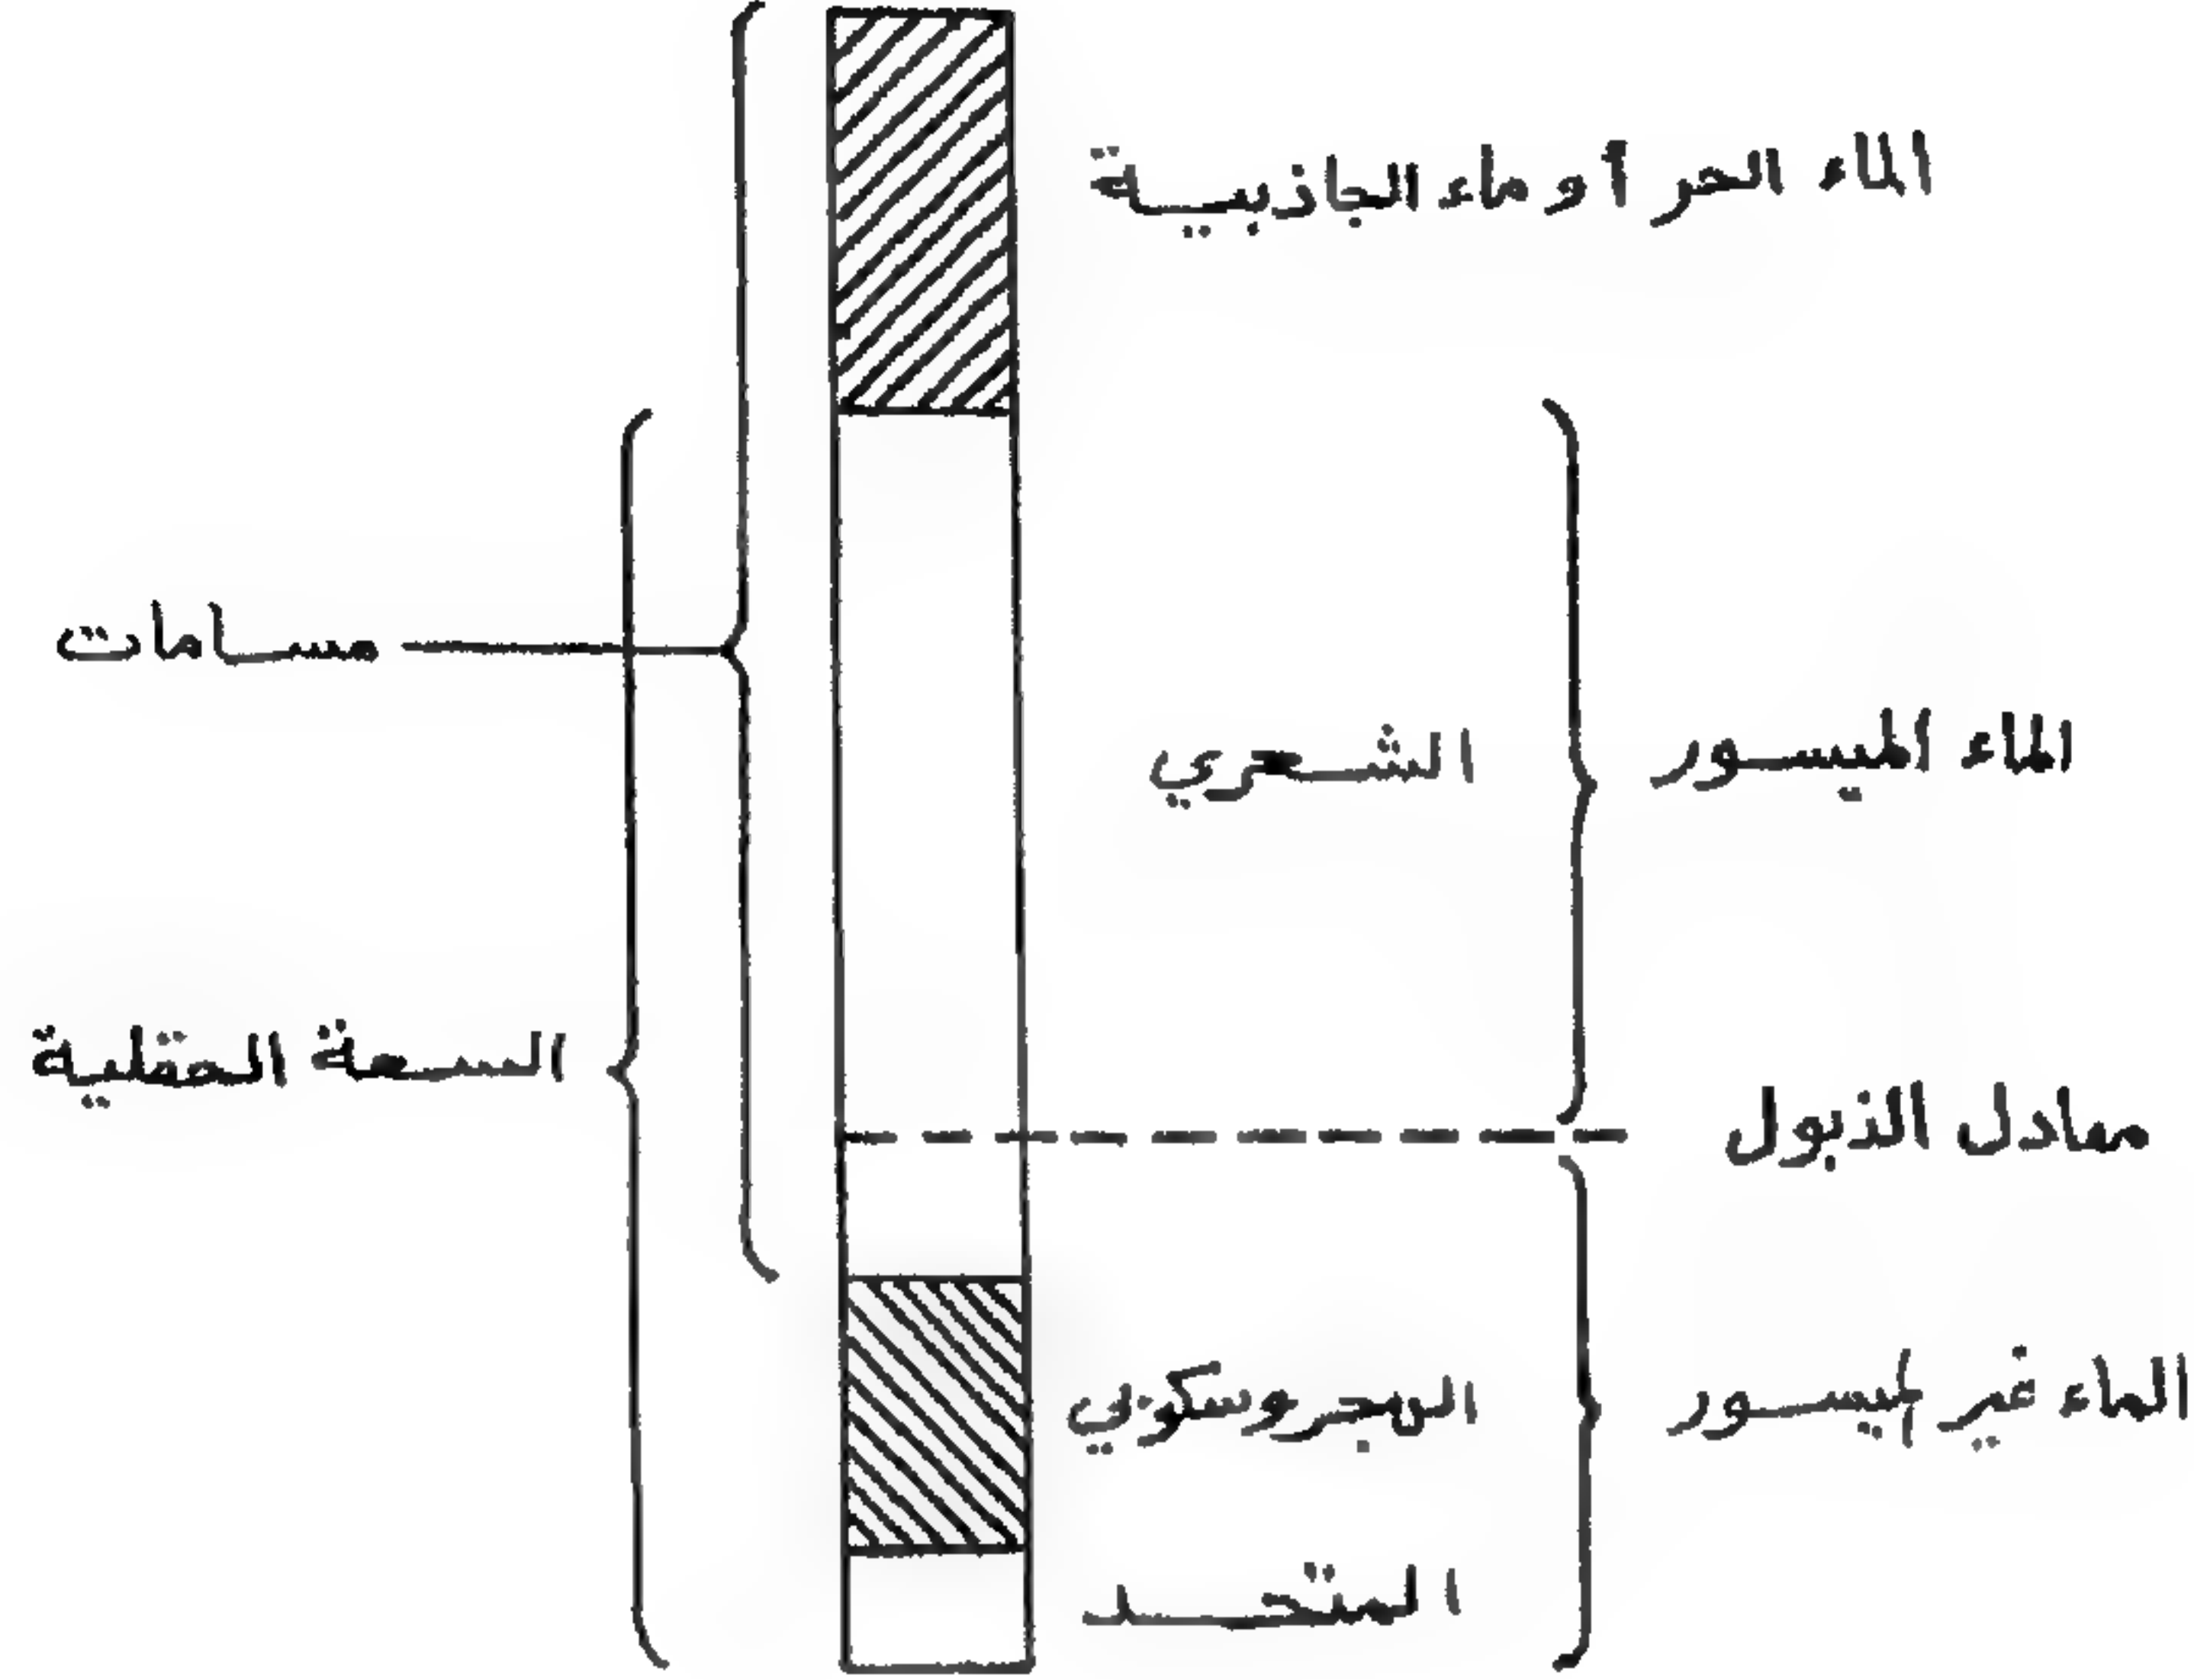 الماء الحر أو ماء الجاذبية
مسامات
الشعري
الماء الميسور
السعة الحقلية
معادل الذبول
الهجروسكوبي
الماء غير الميسور
المتحد